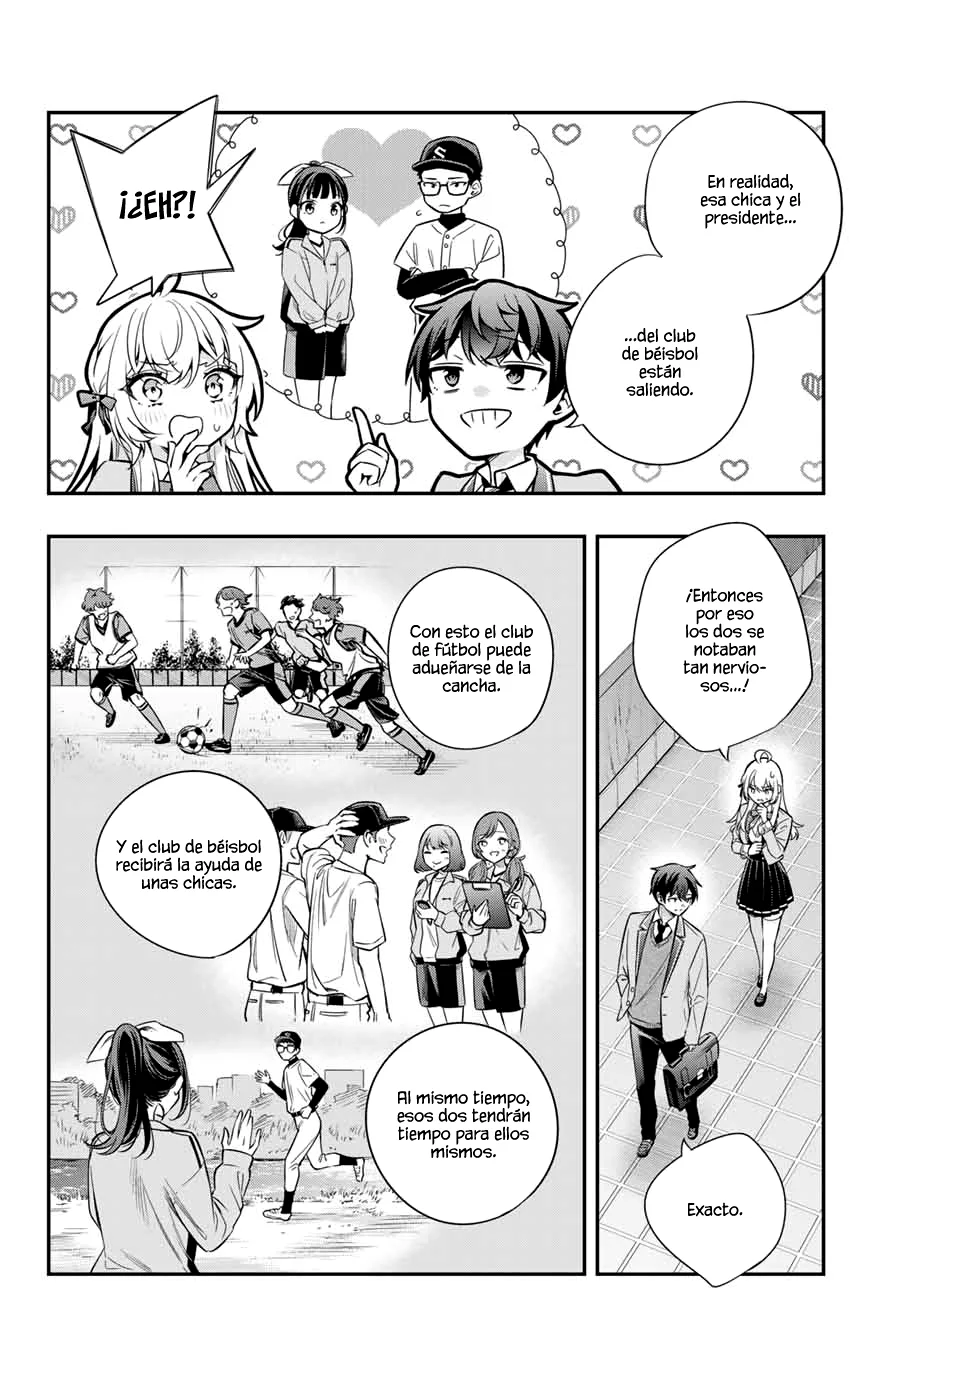 En realidad,
esa chica y el
presidente...
...del club
de béisbol
están
saliendo.
¡¿EH?!
¡Entonces
por eso
los dos se
notaban
tan nervio-
sos...!
Exacto.
Con esto el club
de fútbol puede
adueñarse de la
cancha.
Y el club de béisbol
recibirá la ayuda de
unas chicas.
Al mismo tiempo,
esos dos tendrán
tiempo para ellos
mismos.
S